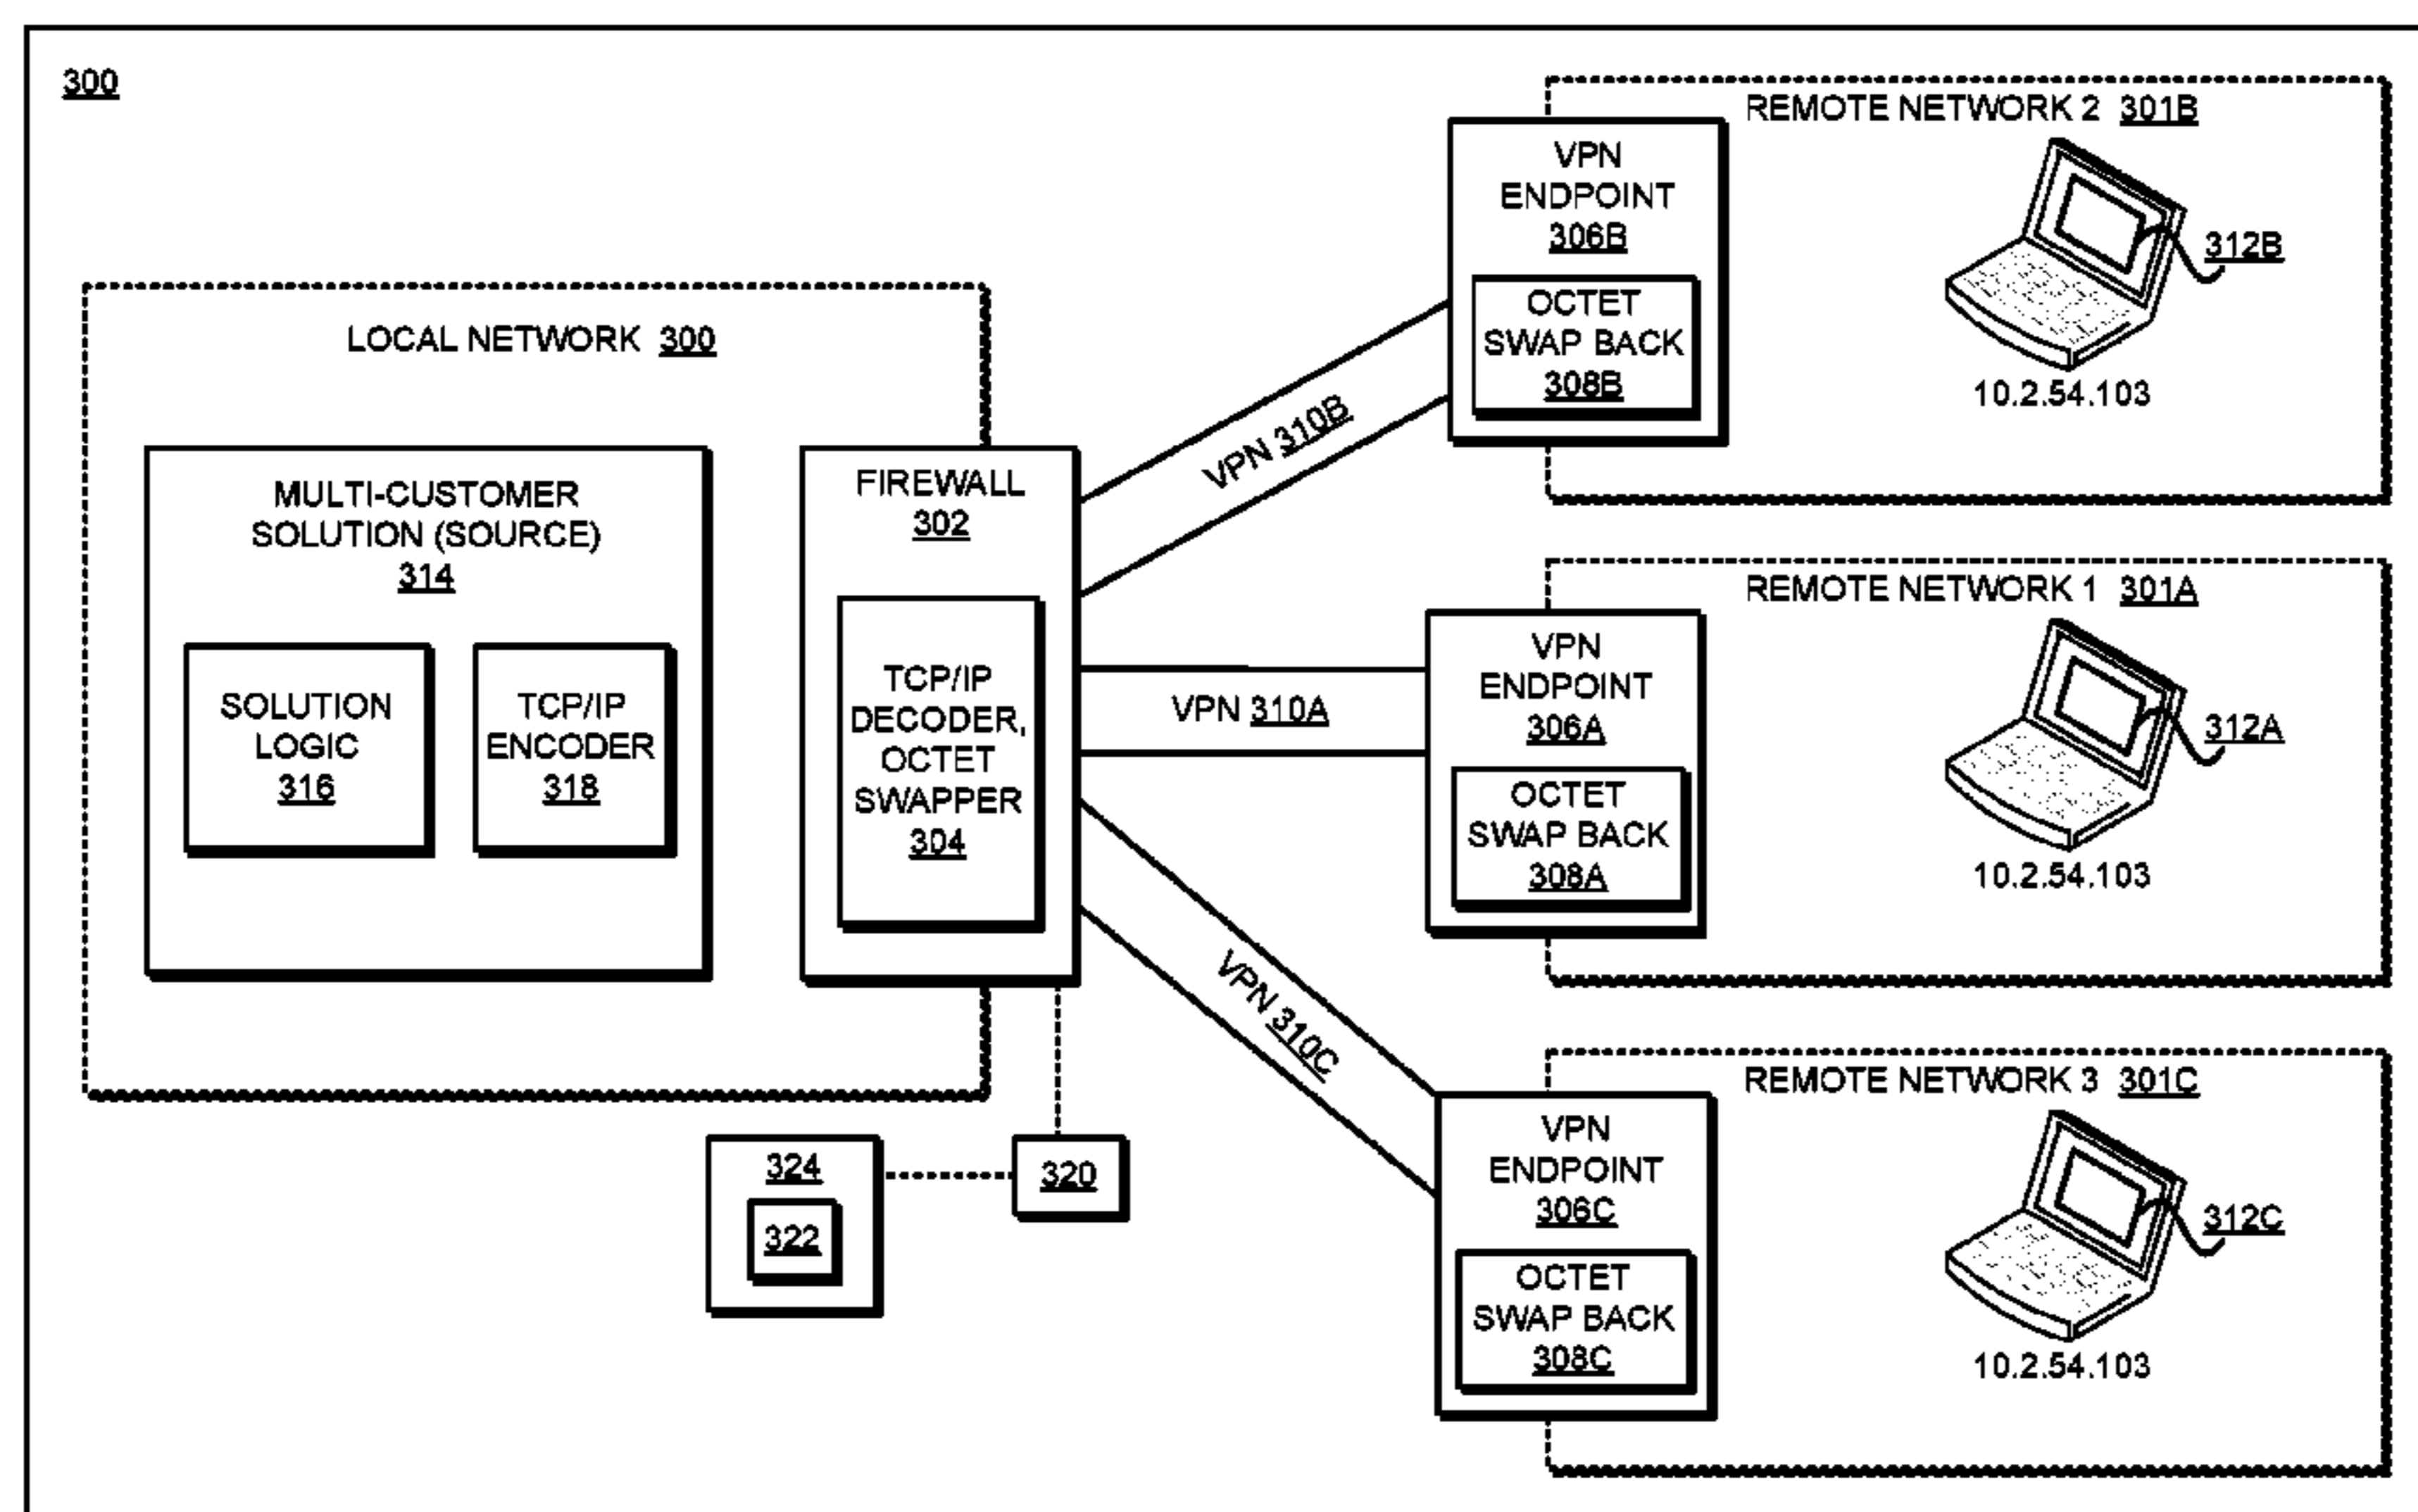 300
LOCAL NETWORK 300
MULTI-CUSTOMER
SOLUTION (SOURCE)
314
SOLUTION
LOGIC
316
TCP/IP
ENCODER
318
FIREWALL
302
TCP/IP
DECODER,
OCTET
SWAPPER
304
324
322
320
VPN 310B
VPN 310A
VPN 310C
REMOTE NETWORK 2 301B
VPN
ENDPOINT
306B
OCTET
SWAP BACK
308B
312B
10.2.54.103
REMOTE NETWORK 1 301A
VPN
ENDPOINT
306A
OCTET
SWAP BACK
308A
312A
10.2.54.103
REMOTE NETWORK 3 301C
VPN
ENDPOINT
306C
OCTET
SWAP BACK
308C
312C
10.2.54.103